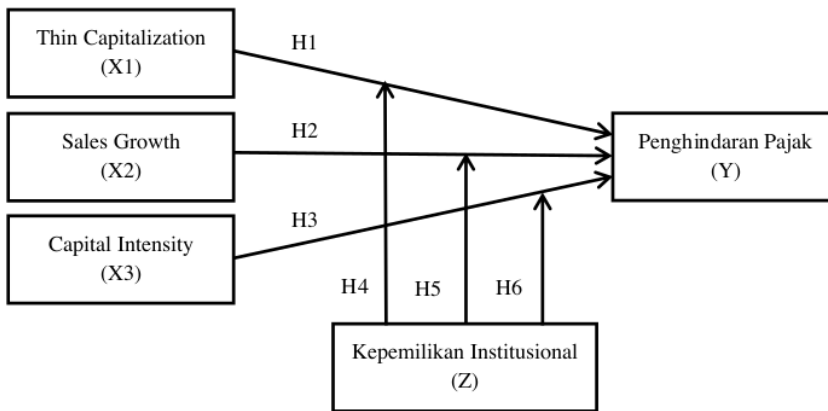 Thin Capitalization
(X1)
H1
Sales Growth
(X2)
H2
Penghindaran Pajak
(Y)
Capital Intensity
(X3)
H3
H4
H5
H6
Kepemilikan Institusional
(Z)